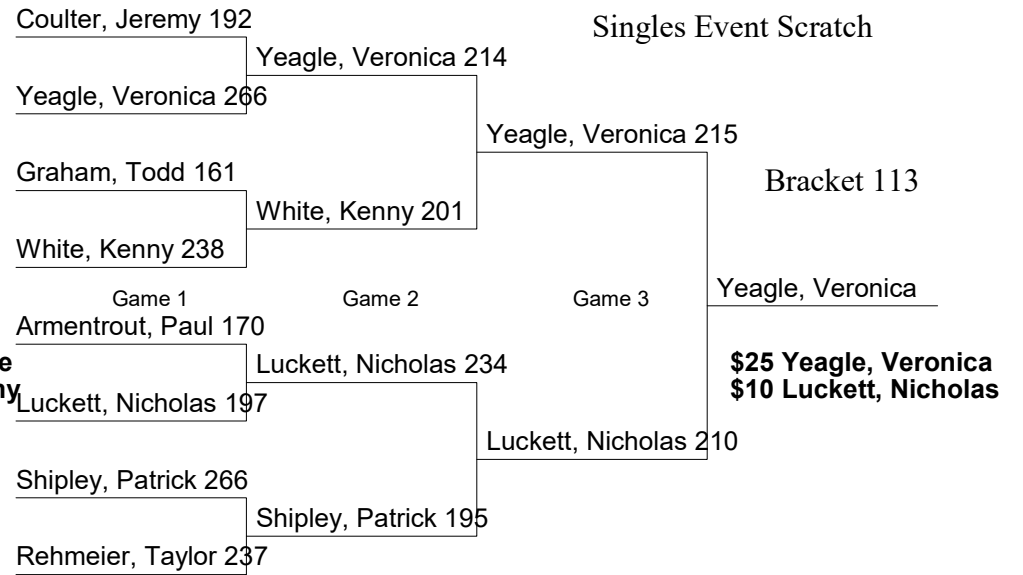 Coulter, Jeremy 192
Singles Event Scratch
Yeagle, Veronica 214
Yeagle, Veronica 266
Yeagle, Veronica 215
Graham, Todd 161
Bracket 113
White, Kenny 201
White, Kenny 238
Game 1
Game 2
Game 3
Yeagle, Veronica
Armentrout, Paul 170
Luckett, Nicholas 234
$25 Yeagle, Veronica
$10 Luckett, Nicholas
Luckett, Nicholas 197
Luckett, Nicholas 210
Shipley, Patrick 266
Shipley, Patrick 195
Rehmeier, Taylor 237